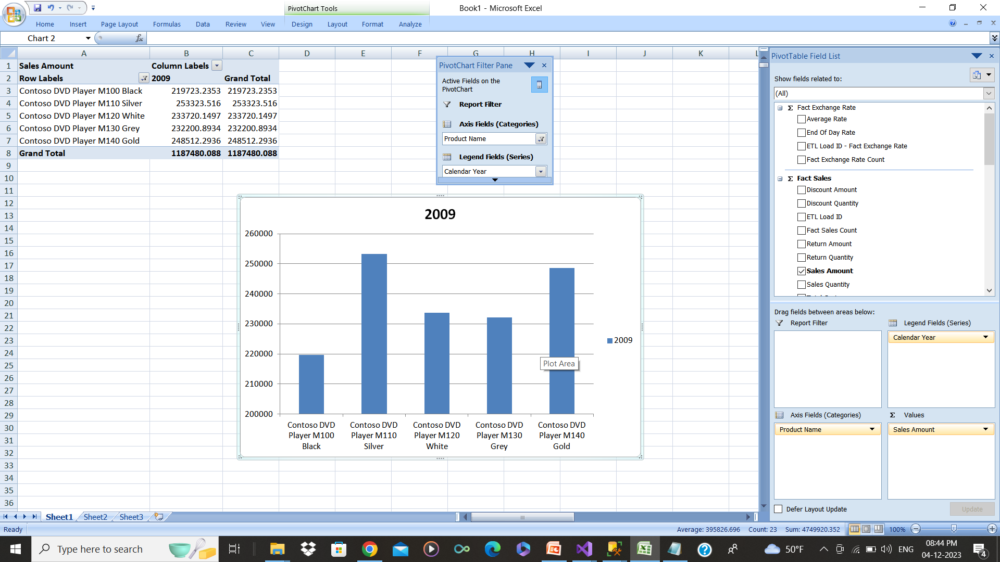 PivotChart Tools
Book1 - Microsoft Excel
Home Insert Page Layout Formulas Data Review View Design Layout Format Analyze
Chart 2
fx
A B C D E F G H I J K L
1 Sales Amount Column Labels
2 Row Labels 2009 Grand Total
3 Contoso DVD Player M100 Black 219723.2353 219723.2353
4 Contoso DVD Player M110 Silver 253323.516 253323.516
5 Contoso DVD Player M120 White 233720.1497 233720.1497
6 Contoso DVD Player M130 Grey 232200.8934 232200.8934
7 Contoso DVD Player M140 Gold 248512.2936 248512.2936
8 Grand Total 1187480.088 1187480.088
9
10
11
12
13
14
15
16
17
18
19
20
21
22
23
24
25
26
27
28
29
30
31
32
33
34
35
36
PivotChart Filter Pane
Active Fields on the
PivotChart
Report Filter
Axis Fields (Categories)
Product Name
Legend Fields (Series)
Calendar Year
2009
260000
250000
240000
230000
220000
210000
200000
Contoso DVD
Player M100
Black
Contoso DVD
Player M110
Silver
Contoso DVD
Player M120
White
Contoso DVD
Player M130
Grey
Contoso DVD
Player M140
Gold
2009
Plot Area
PivotTable Field List
Show fields related to:
(All)
Σ Fact Exchange Rate
Average Rate
End Of Day Rate
ETL Load ID - Fact Exchange Rate
Fact Exchange Rate Count
Σ Fact Sales
Discount Amount
Discount Quantity
ETL Load ID
Fact Sales Count
Return Amount
Return Quantity
Sales Amount
Sales Quantity
Drag fields between areas below:
Report Filter
Legend Fields (Series)
Calendar Year
Axis Fields (Categories)
Σ Values
Product Name
Sales Amount
Defer Layout Update
Update
Sheet1 Sheet2 Sheet3
Ready
Average: 395826.696 Count: 23 Sum: 4749920.352 100%
Type here to search
50°F
ENG
08:44 PM
04-12-2023
4